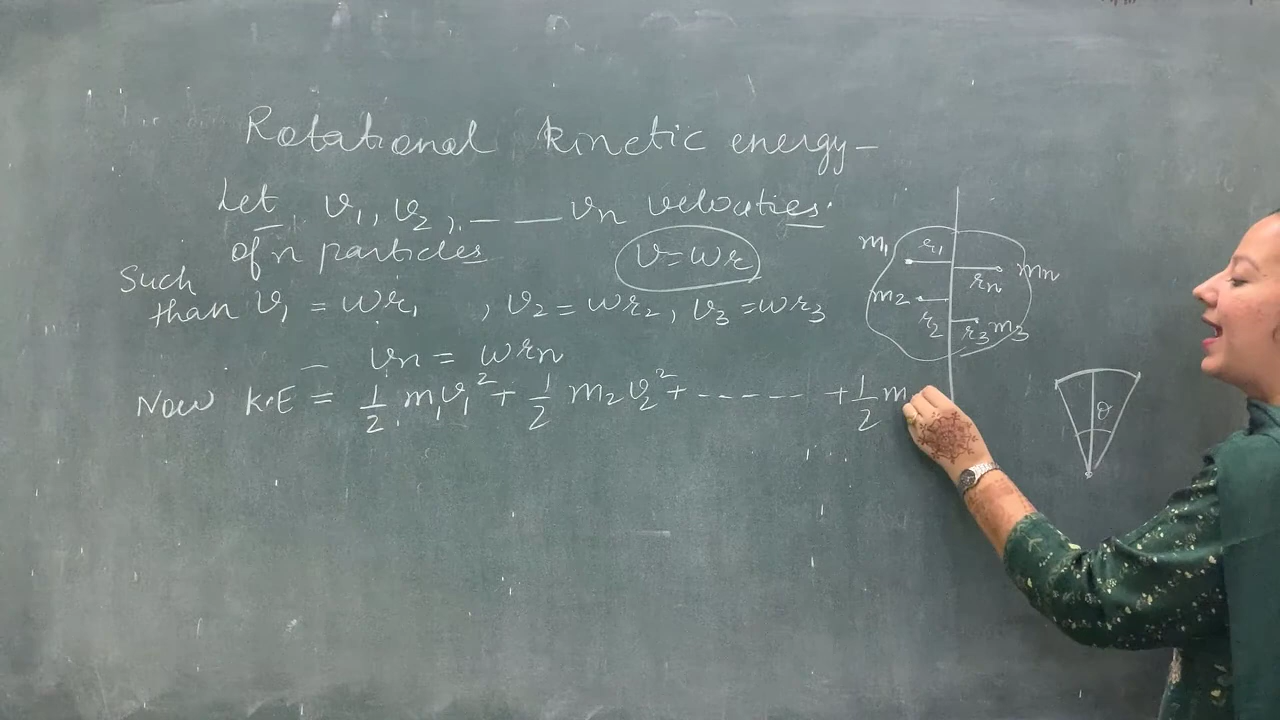 Rotational kinetic energy-
Let v1, v2, - - vn velocities.
of n particles
v=wr
Such
than v1 = wr1 , v2 = wr2, v3 = wr3
— vn = wrn
Now K.E = 1/2 m1v1² + 1/2 m2v2² + ------ + 1/2 m
m1 r1
rn mn
m2 r2
r3 m3
θ